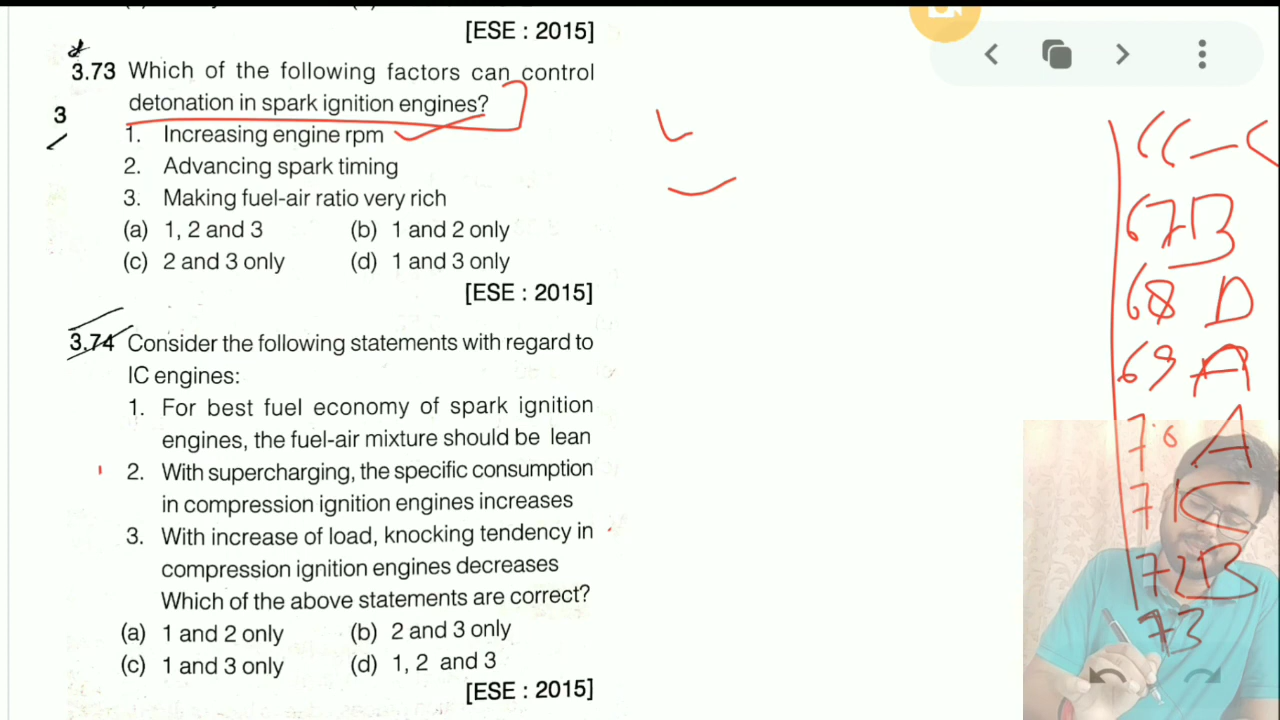 [ESE : 2015]
3.73 Which of the following factors can control
detonation in spark ignition engines?
3
1. Increasing engine rpm
2. Advancing spark timing
3. Making fuel-air ratio very rich
(a) 1, 2 and 3 (b) 1 and 2 only
(c) 2 and 3 only (d) 1 and 3 only
[ESE : 2015]
3.74 Consider the following statements with regard to
IC engines:
1. For best fuel economy of spark ignition
engines, the fuel-air mixture should be lean
2. With supercharging, the specific consumption
in compression ignition engines increases
3. With increase of load, knocking tendency in
compression ignition engines decreases
Which of the above statements are correct?
(a) 1 and 2 only (b) 2 and 3 only
(c) 1 and 3 only (d) 1, 2 and 3
[ESE : 2015]
67 B
68 D
69 A
70 A
71 C
72 B
73